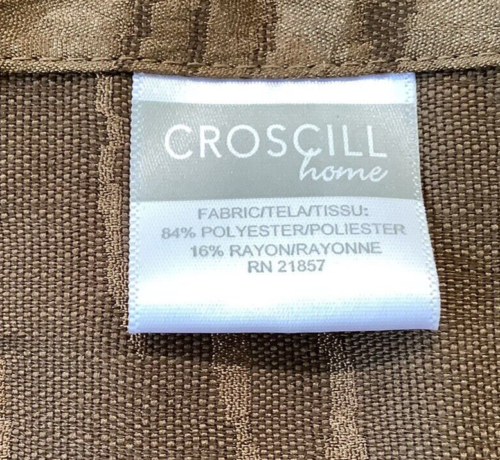 CROSCILL
home
FABRIC/TELA/TISSU:
84% POLYESTER/POLIESTER
16% RAYON/RAYONNE
RN 21857